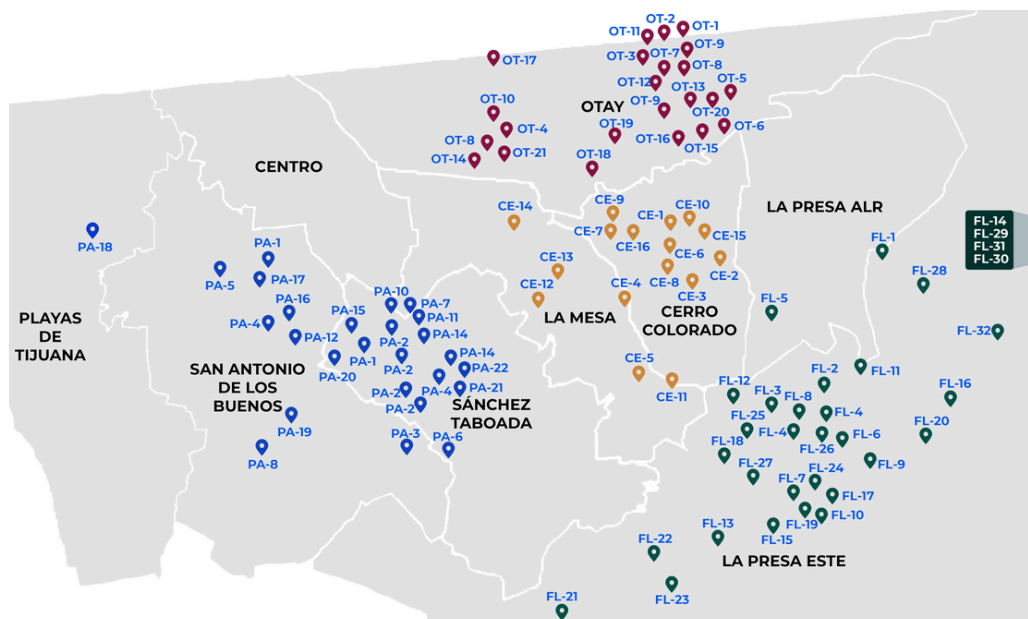 OT-2
OT-1
OT-11
OT-9
OT-3
OT-7
OT-17
OT-8
OT-12
OT-5
OT-13
OT-10
OTAY
OT-9
OT-20
OT-4
OT-19
OT-6
OT-8
OT-16
OT-15
OT-14
OT-21
OT-18
CENTRO
CE-9
CE-10
CE-14
CE-1
LA PRESA ALR
CE-7
CE-15
CE-16
FL-14
FL-29
FL-31
FL-30
PA-18
PA-1
FL-1
CE-6
CE-13
CE-2
PA-5
PA-17
CE-8
FL-28
CE-12
CE-4
CE-3
PA-16
PA-10
PA-7
FL-5
PA-15
PA-11
PLAYAS
DE
TIJUANA
PA-4
LA MESA
CERRO
COLORADO
FL-32
PA-12
PA-2
PA-14
PA-1
PA-14
PA-20
PA-2
PA-22
CE-5
FL-2
FL-11
SAN ANTONIO
DE LOS
BUENOS
PA-2
PA-4
PA-21
CE-11
FL-12
FL-3
FL-8
FL-16
PA-2
SÁNCHEZ
TABOADA
FL-4
PA-19
FL-25
FL-4
FL-6
FL-20
PA-3
PA-6
FL-26
PA-8
FL-18
FL-9
FL-27
FL-24
FL-7
FL-17
FL-10
FL-19
FL-13
FL-15
FL-22
LA PRESA ESTE
FL-21
FL-23